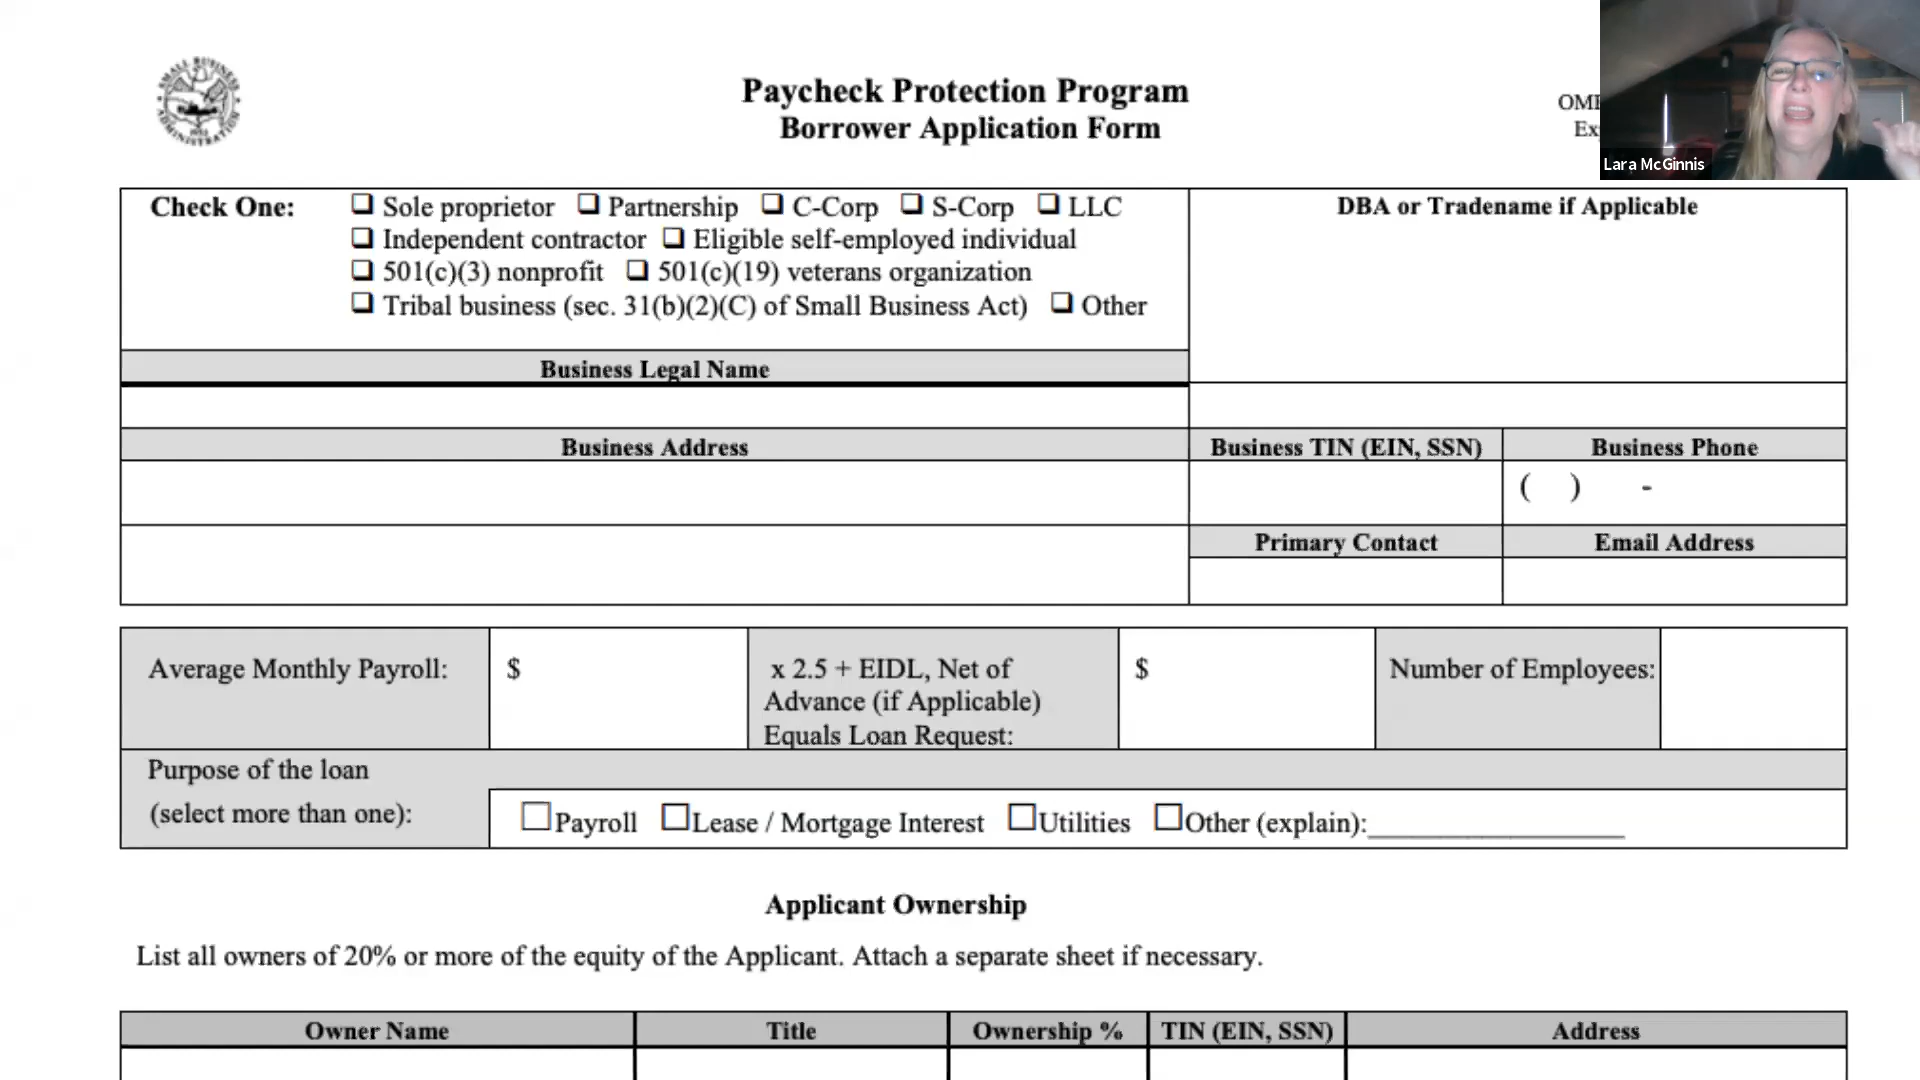 SMALL BUSINESS
ADMINISTRATION
Paycheck Protection Program
Borrower Application Form
Lara McGinnis
Check One: Sole proprietor Partnership C-Corp S-Corp LLC
Independent contractor Eligible self-employed individual
501(c)(3) nonprofit 501(c)(19) veterans organization
Tribal business (sec. 31(b)(2)(C) of Small Business Act) Other
DBA or Tradename if Applicable
Business Legal Name
Business Address
Business TIN (EIN, SSN)
Business Phone
( ) -
Primary Contact
Email Address
Average Monthly Payroll:
$
x 2.5 + EIDL, Net of
Advance (if Applicable)
Equals Loan Request:
$
Number of Employees:
Purpose of the loan
(select more than one):
Payroll Lease / Mortgage Interest Utilities Other (explain):___________________
Applicant Ownership
List all owners of 20% or more of the equity of the Applicant. Attach a separate sheet if necessary.
Owner Name
Title
Ownership %
TIN (EIN, SSN)
Address